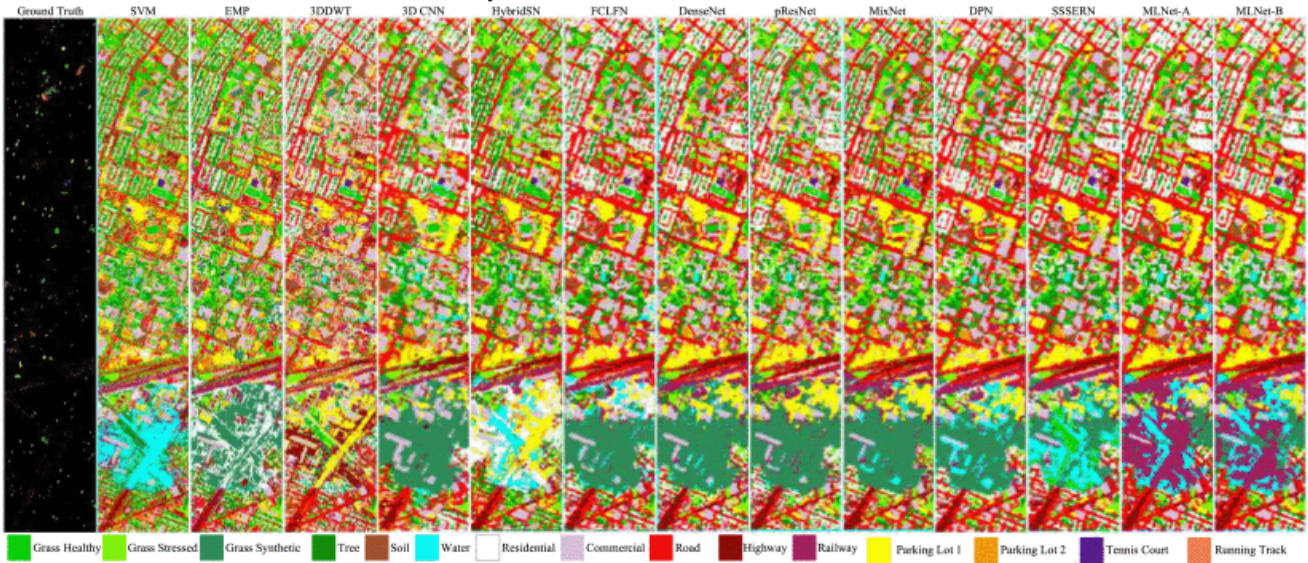 Ground Truth SVM EMP 3DDWT 3D CNN HybridSN FCLFN DenseNet pResNet MixNet DPN SSSERN MLNet-A MLNet-B
Grass Healthy Grass Stressed Grass Synthetic Tree Soil Water Residential Commercial Road Highway Railway Parking Lot 1 Parking Lot 2 Tennis Court Running Track